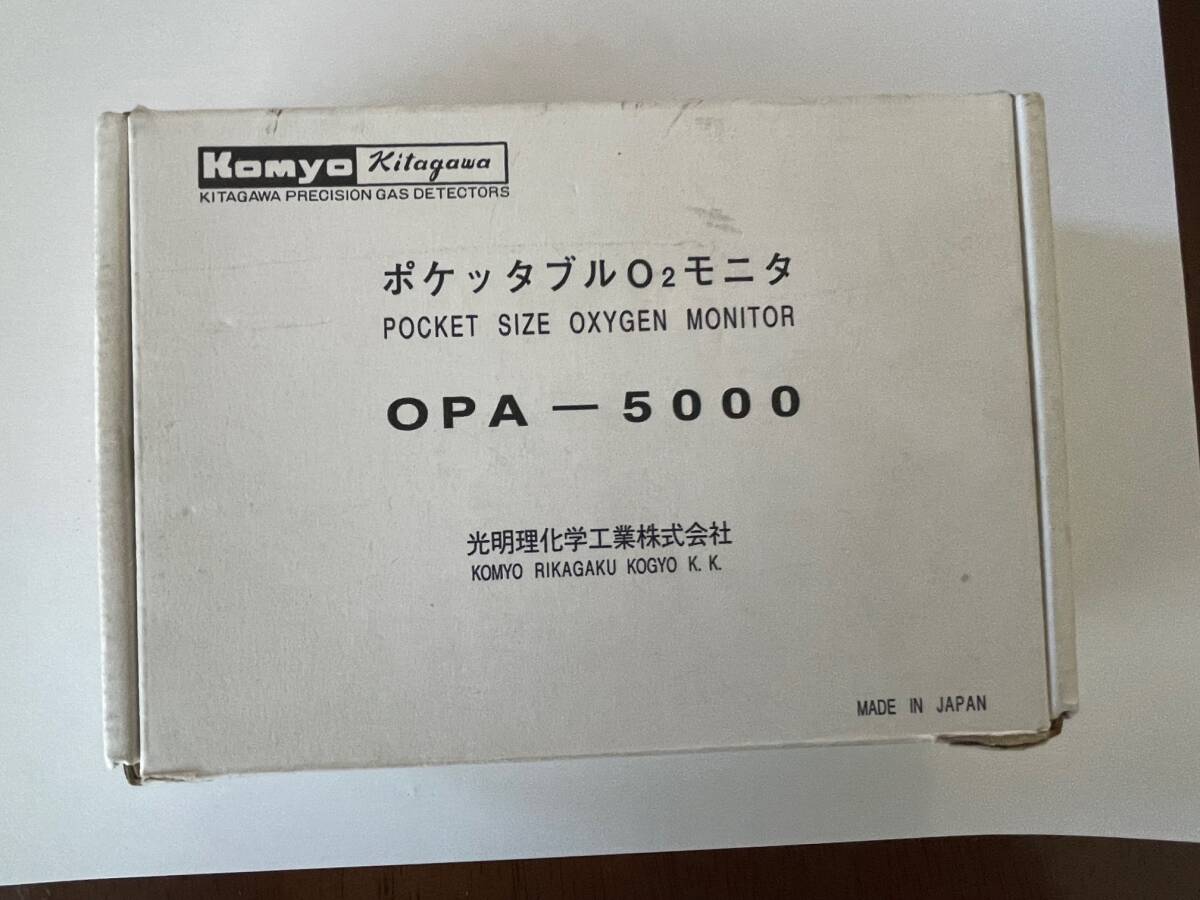 Komyo Kitagawa
KITAGAWA PRECISION GAS DETECTORS
ポケッタブルO2モニタ
POCKET SIZE OXYGEN MONITOR
OPA－5000
光明理化学工業株式会社
KOMYO RIKAGAKU KOGYO K. K.
MADE IN JAPAN